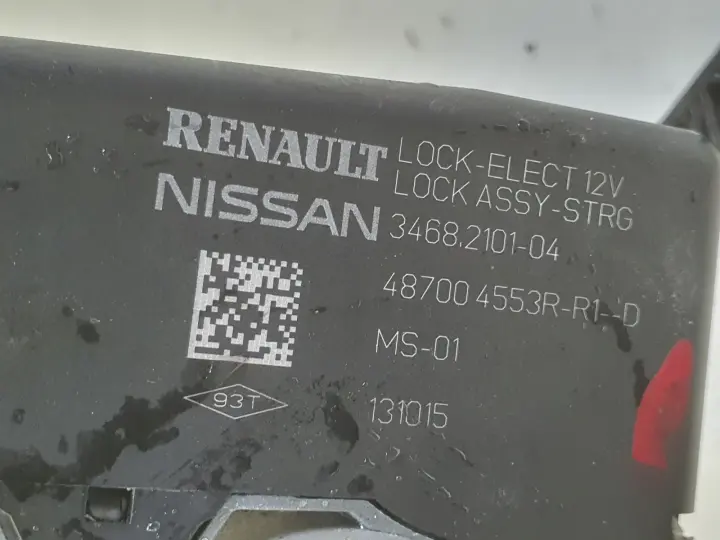 RENAULT LOCK-ELECT 12V
LOCK ASSY-STRG
NISSAN 3468.2101-04
48700 4553R-R1--D
MS-01
93T 131015